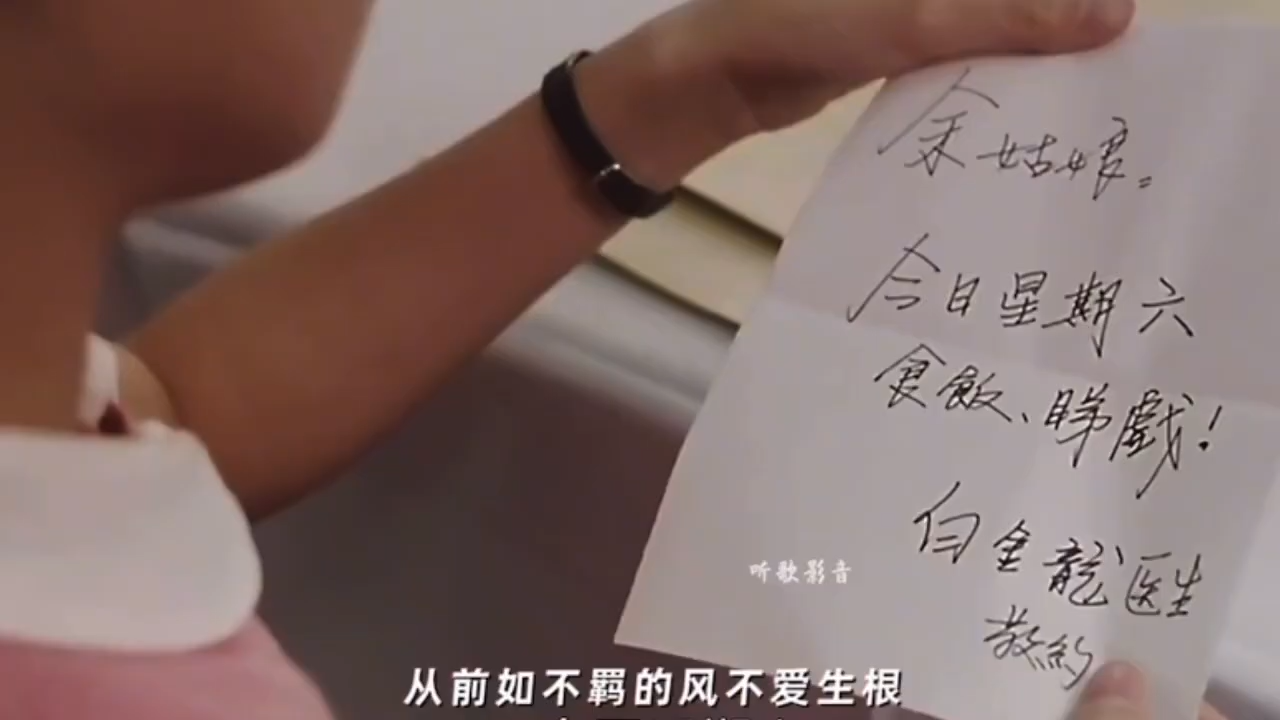 余姑娘。
今日星期六
食飯、睇戲！
白金龍医生
敬約
听歌影音
从前如不羁的风不爱生根